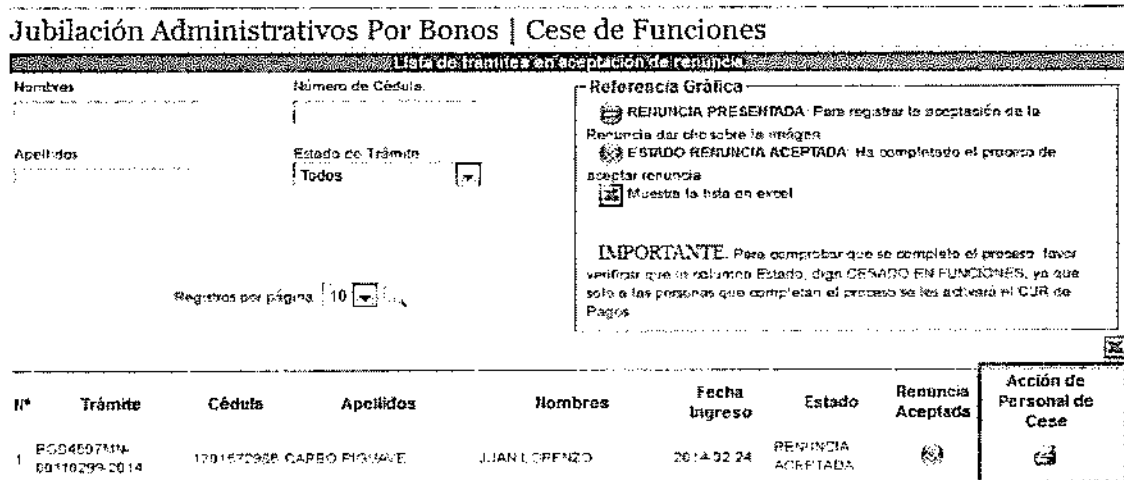 Jubilación Administrativos Por Bonos | Cese de Funciones
Lista de trámites en aceptación de renuncia
Nombres
Número de Cédula:
Apellidos
Estado de Trámite
Todos
Registros por página 10
Referencia Gráfica
RENUNCIA PRESENTADA: Para registrar la aceptación de la
Renuncia dar clic sobre la imágen
ESTADO RENUNCIA ACEPTADA: Ha completado el proceso de
aceptar renuncia
Muestra la lista en excel
IMPORTANTE: Para comprobar que se completo el proceso favor
verificar que la columna Estado, diga CESADO EN FUNCIONES, ya que
solo a las personas que completan el proceso se les activará el CUR de
Pagos
N° Trámite Cédula Apellidos Nombres Fecha Ingreso Estado Renuncia Aceptada Acción de Personal de Cese
1 JUAN LORENZO 2014-02-24 RENUNCIA ACEPTADA